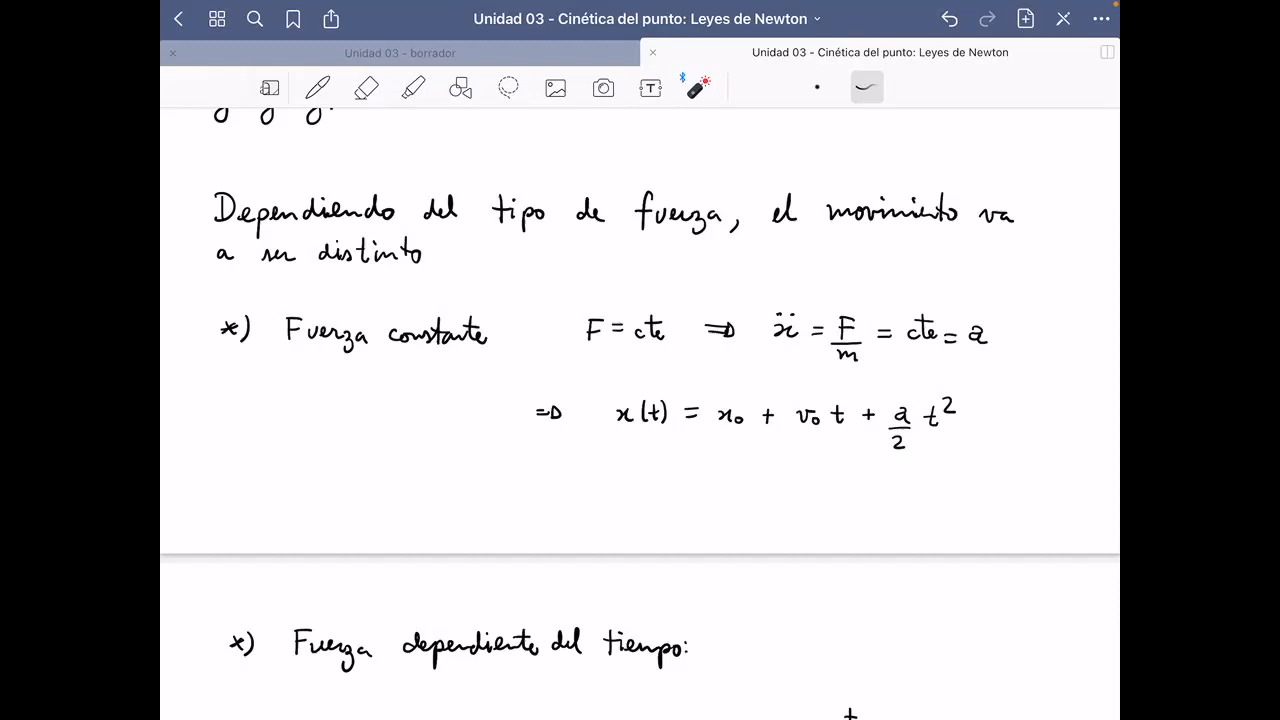 Unidad 03 - Cinética del punto: Leyes de Newton
Unidad 03 - borrador
Unidad 03 - Cinética del punto: Leyes de Newton
Dependiendo del tipo de fuerza, el movimiento va
a ser distinto
*) Fuerza constante F = cte ⇒ ẍ = F/m = cte = a
⇒ x(t) = x₀ + v₀ t + a/2 t²
*) Fuerza dependiente del tiempo: